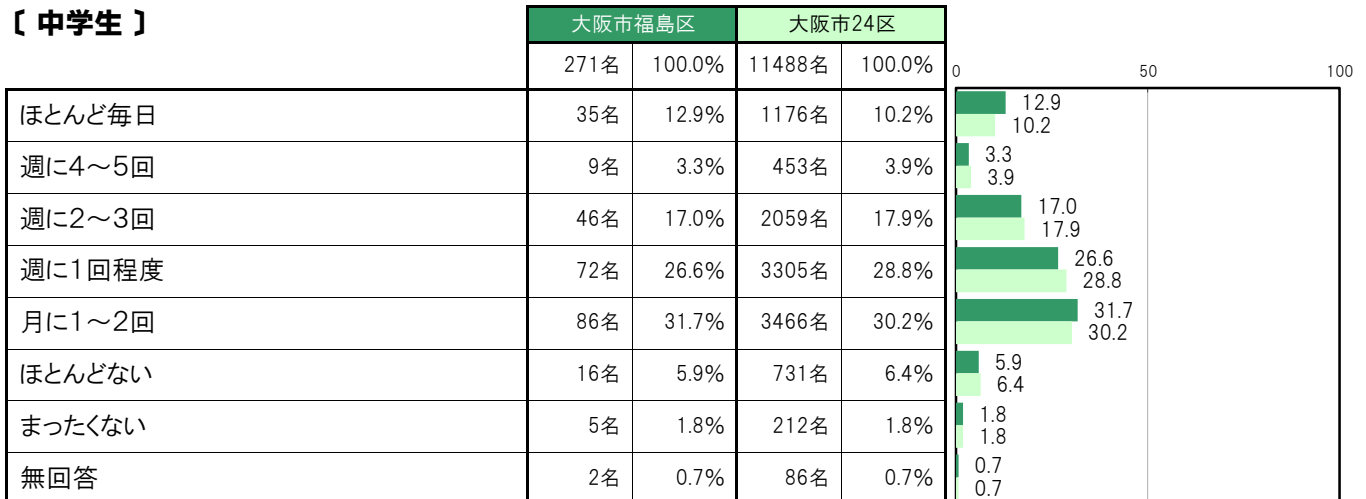 〔 中学生 〕
大阪市福島区 大阪市24区
271名 100.0% 11488名 100.0%
0 50 100
ほとんど毎日 35名 12.9% 1176名 10.2%
12.9
10.2
週に4～5回 9名 3.3% 453名 3.9%
3.3
3.9
週に2～3回 46名 17.0% 2059名 17.9%
17.0
17.9
週に1回程度 72名 26.6% 3305名 28.8%
26.6
28.8
月に1～2回 86名 31.7% 3466名 30.2%
31.7
30.2
ほとんどない 16名 5.9% 731名 6.4%
5.9
6.4
まったくない 5名 1.8% 212名 1.8%
1.8
1.8
無回答 2名 0.7% 86名 0.7%
0.7
0.7